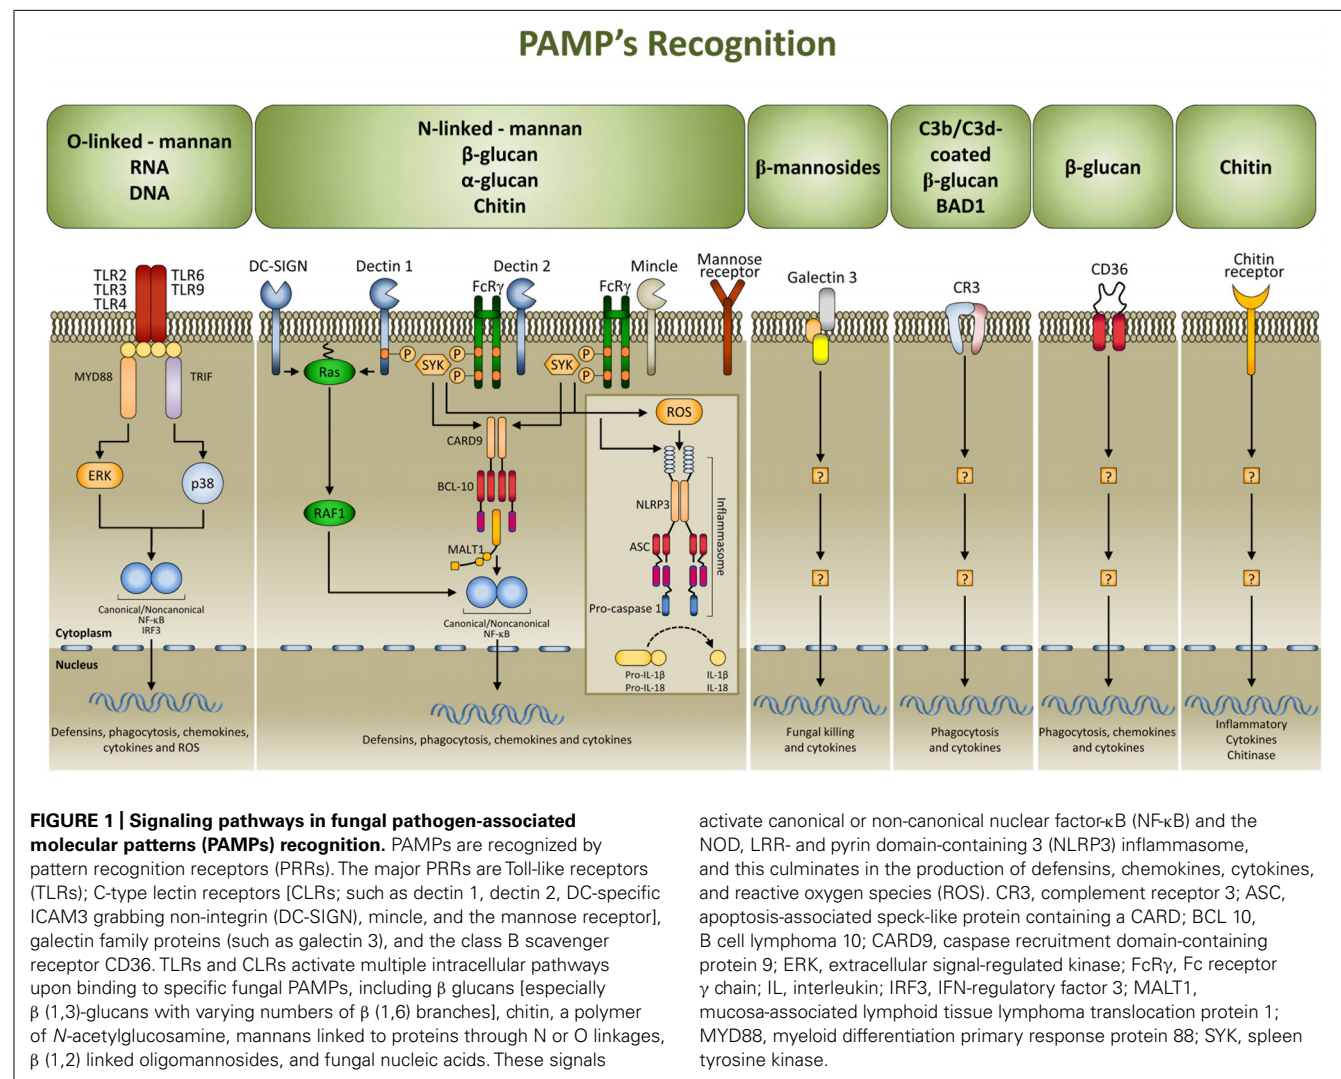 PAMP's Recognition
O-linked - mannan
RNA
DNA
N-linked - mannan
β-glucan
α-glucan
Chitin
β-mannosides
C3b/C3d-
coated
β-glucan
BAD1
β-glucan
Chitin
TLR2
TLR3
TLR4
TLR6
TLR9
MYD88
TRIF
ERK
p38
Canonical/Noncanonical
NF-κB
IRF3
Cytoplasm
Nucleus
Defensins, phagocytosis, chemokines,
cytokines and ROS
DC-SIGN
Dectin 1
FcRγ
Dectin 2
FcRγ
Mincle
Mannose
receptor
Ras
P
SYK
P
P
SYK
P
P
CARD9
BCL-10
RAF1
MALT1
Canonical/Noncanonical
NF-κB
Defensins, phagocytosis, chemokines and cytokines
ROS
NLRP3
ASC
Pro-caspase 1
Inflammasome
Pro-IL-1β
Pro-IL-18
IL-1β
IL-18
Galectin 3
?
?
Fungal killing
and cytokines
CR3
?
?
Phagocytosis
and cytokines
CD36
?
?
Phagocytosis, chemokines
and cytokines
Chitin
receptor
?
?
Inflammatory
Cytokines
Chitinase
FIGURE 1 | Signaling pathways in fungal pathogen-associated
molecular patterns (PAMPs) recognition. PAMPs are recognized by
pattern recognition receptors (PRRs). The major PRRs are Toll-like receptors
(TLRs); C-type lectin receptors [CLRs; such as dectin 1, dectin 2, DC-specific
ICAM3 grabbing non-integrin (DC-SIGN), mincle, and the mannose receptor],
galectin family proteins (such as galectin 3), and the class B scavenger
receptor CD36. TLRs and CLRs activate multiple intracellular pathways
upon binding to specific fungal PAMPs, including β glucans [especially
β (1,3)-glucans with varying numbers of β (1,6) branches], chitin, a polymer
of N-acetylglucosamine, mannans linked to proteins through N or O linkages,
β (1,2) linked oligomannosides, and fungal nucleic acids. These signals
activate canonical or non-canonical nuclear factor-κB (NF-κB) and the
NOD, LRR- and pyrin domain-containing 3 (NLRP3) inflammasome,
and this culminates in the production of defensins, chemokines, cytokines,
and reactive oxygen species (ROS). CR3, complement receptor 3; ASC,
apoptosis-associated speck-like protein containing a CARD; BCL 10,
B cell lymphoma 10; CARD9, caspase recruitment domain-containing
protein 9; ERK, extracellular signal-regulated kinase; FcRγ, Fc receptor
γ chain; IL, interleukin; IRF3, IFN-regulatory factor 3; MALT1,
mucosa-associated lymphoid tissue lymphoma translocation protein 1;
MYD88, myeloid differentiation primary response protein 88; SYK, spleen
tyrosine kinase.